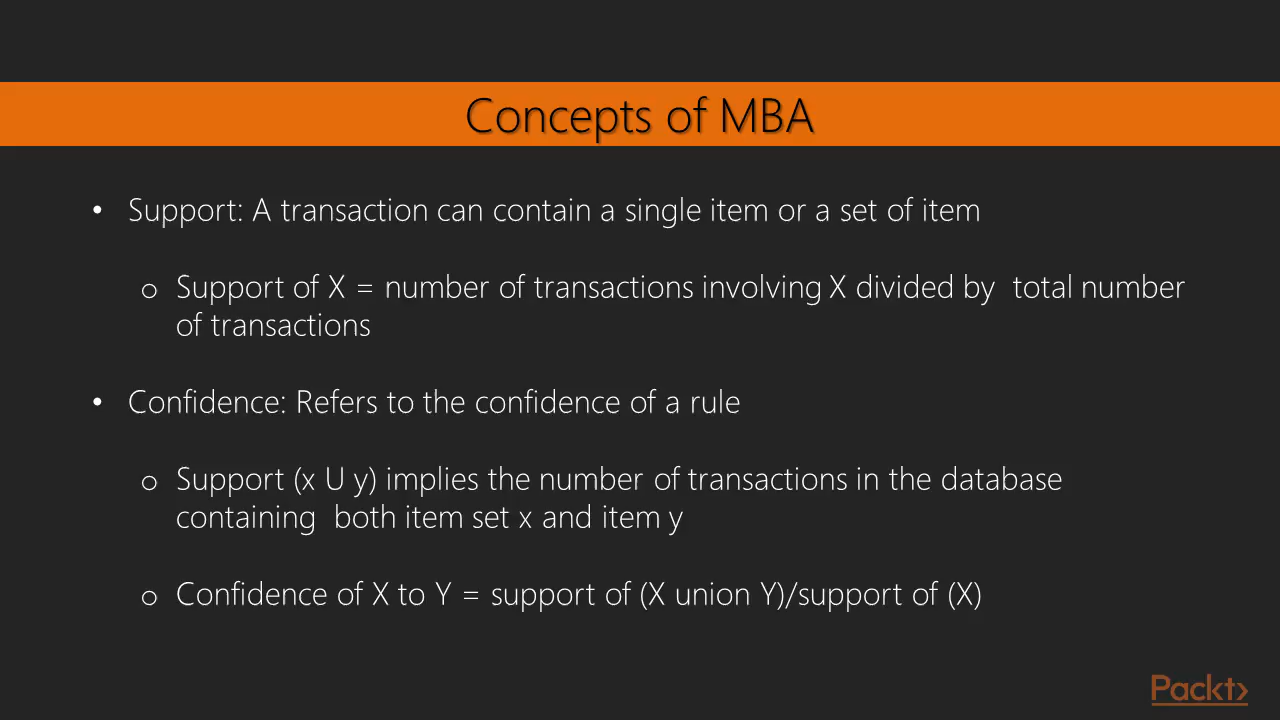 Concepts of MBA
• Support: A transaction can contain a single item or a set of item
o Support of X = number of transactions involving X divided by  total number
of transactions
• Confidence: Refers to the confidence of a rule
o Support (x U y) implies the number of transactions in the database
containing  both item set x and item y
o Confidence of X to Y = support of (X union Y)/support of (X)
Packt>